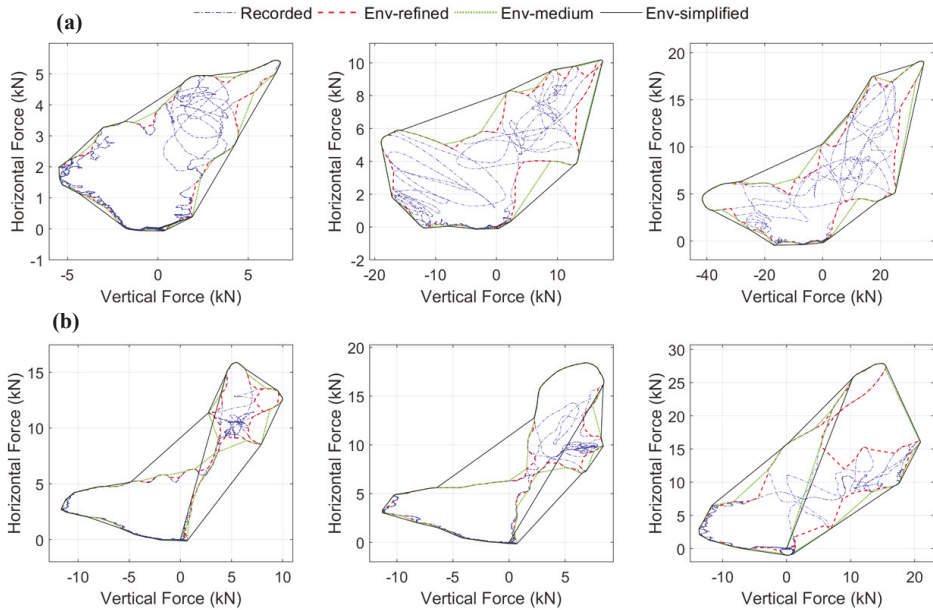 Recorded Env-refined Env-medium Env-simplified
(a)
5
4
3
2
1
0
-1
-5 0 5
Horizontal Force (kN)
Vertical Force (kN)
10
8
6
4
2
0
-2
-20 -10 0 10
Horizontal Force (kN)
Vertical Force (kN)
20
15
10
5
0
-40 -20 0 20
Horizontal Force (kN)
Vertical Force (kN)
(b)
15
10
5
0
-10 -5 0 5 10
Horizontal Force (kN)
Vertical Force (kN)
20
15
10
5
0
-10 -5 0 5
Horizontal Force (kN)
Vertical Force (kN)
30
25
20
15
10
5
0
-10 0 10 20
Horizontal Force (kN)
Vertical Force (kN)